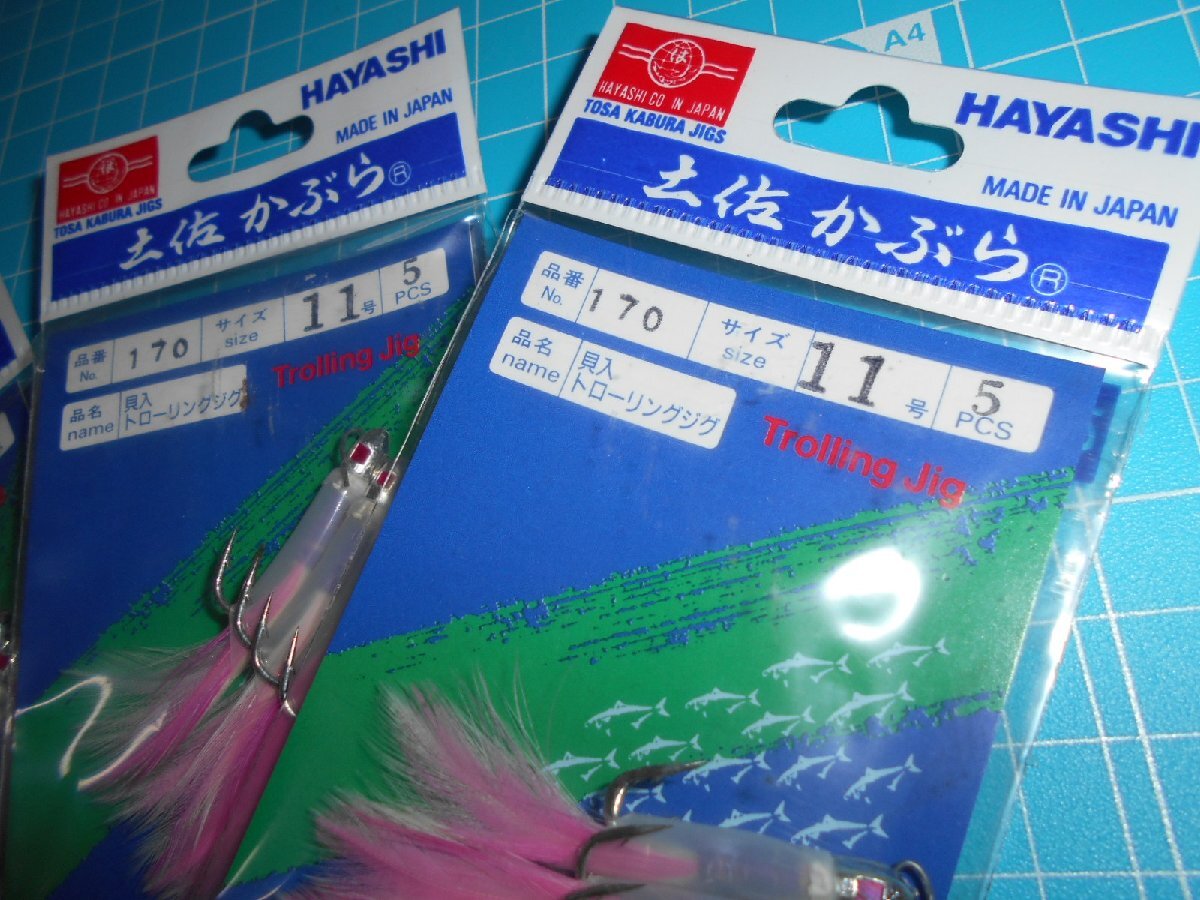 HAYASHI
MADE IN JAPAN
HAYASHI CO IN JAPAN
TOSA KABURA JIGS
土佐かぶら®
品番 No. 170 サイズ size 11号 5 PCS
品名 name 貝入 トローリングジグ
Trolling Jig
A4
HAYASHI
MADE IN JAPAN
HAYASHI CO IN JAPAN
TOSA KABURA JIGS
土佐かぶら®
品番 No. 170 サイズ size 11号 5 PCS
品名 name 貝入 トローリングジグ
Trolling Jig